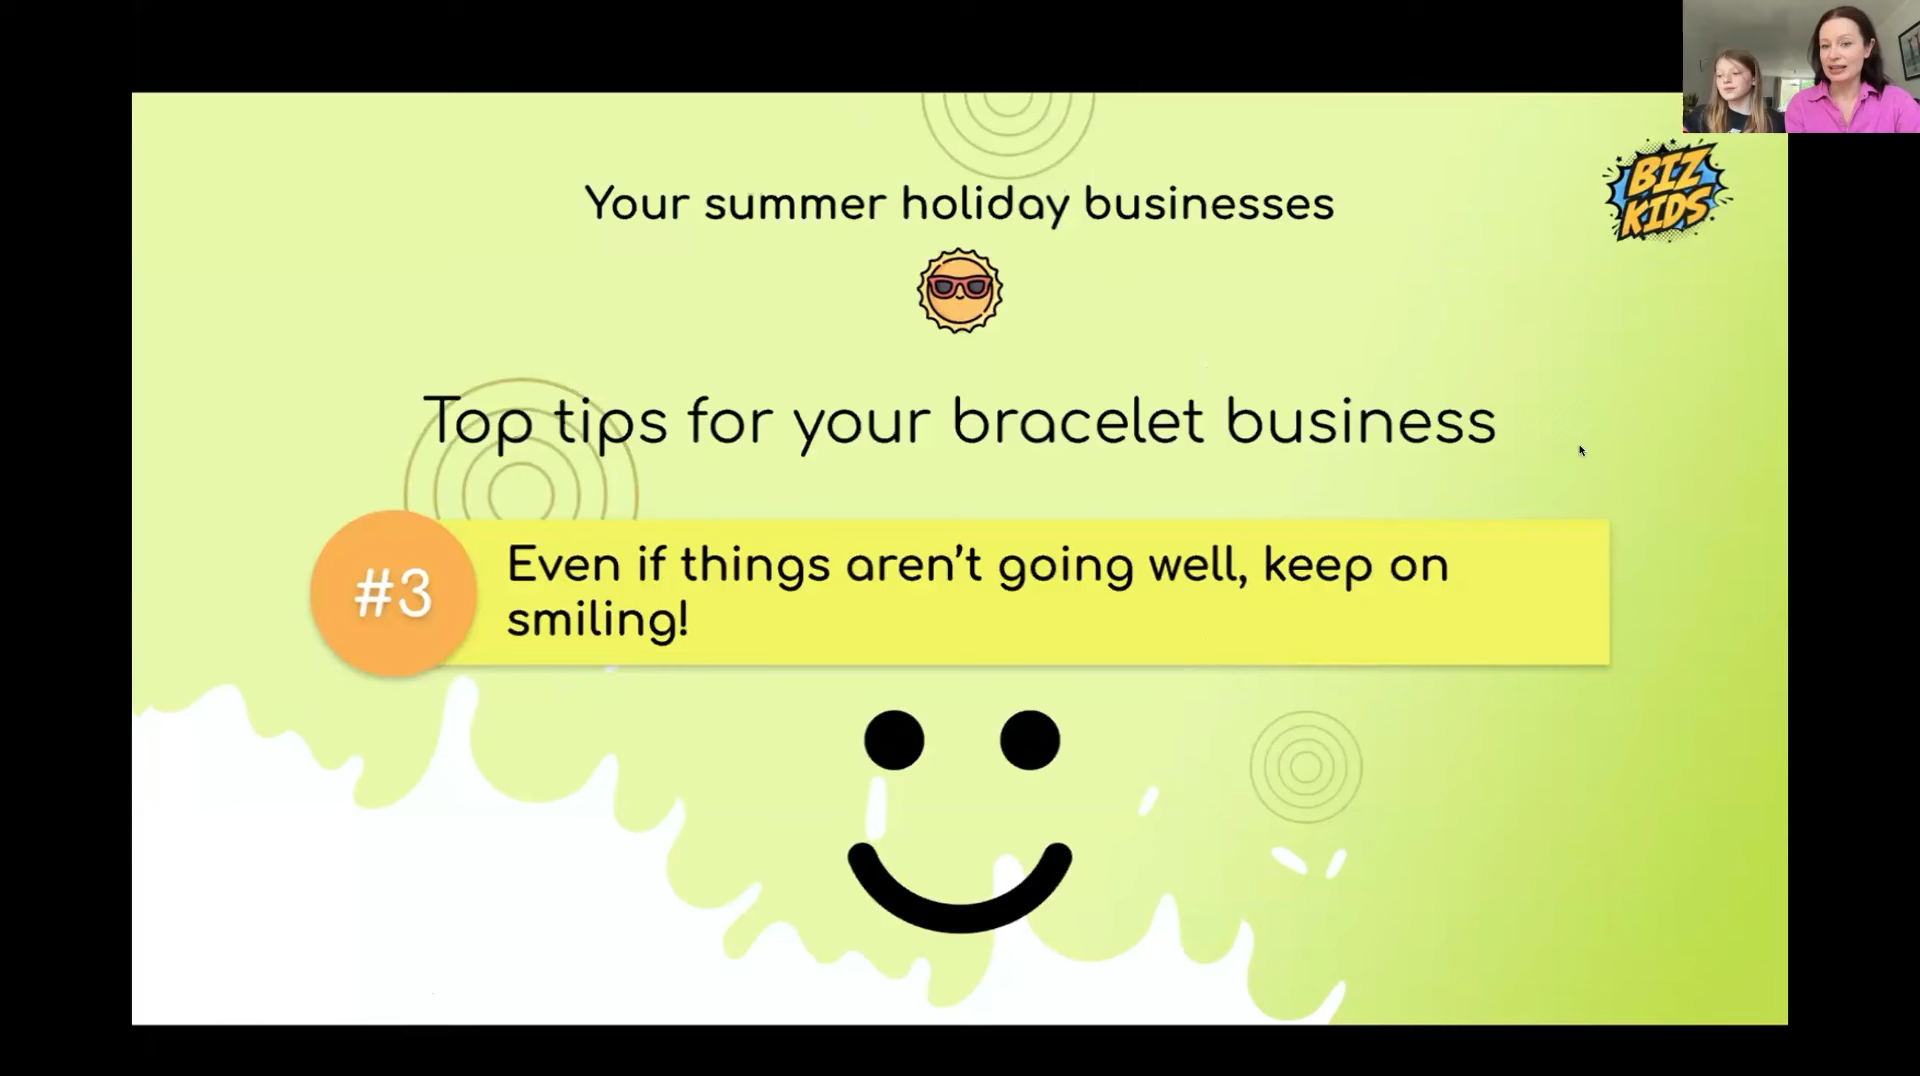 Your summer holiday businesses
BIZ
KIDS
Top tips for your bracelet business
#3
Even if things aren’t going well, keep on
smiling!